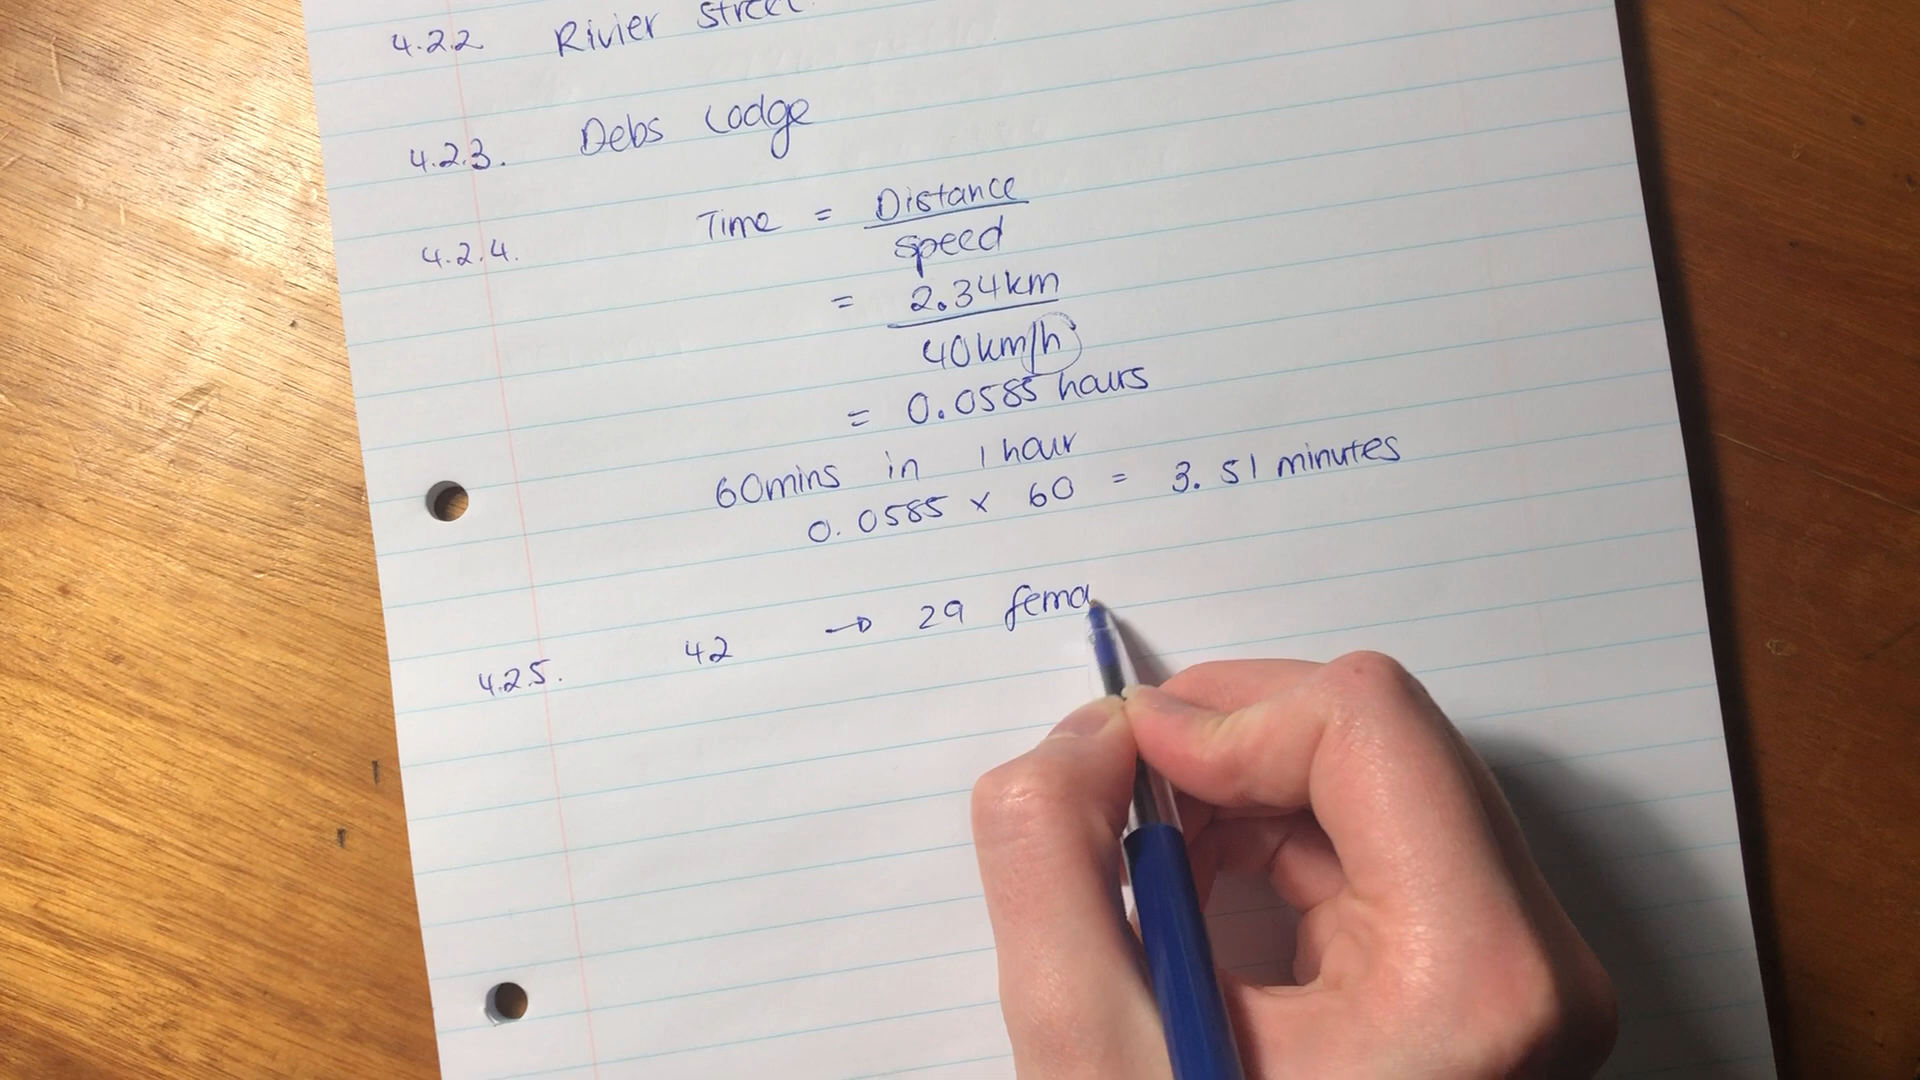 4.2.2 Rivier street.
4.2.3. Debs Lodge
4.2.4. Time = Distance
speed
= 2.34km
40km/h
= 0.0585 hours
60mins in 1 hour
0.0585 x 60 = 3.51 minutes
4.2.5. 42 → 29 fema